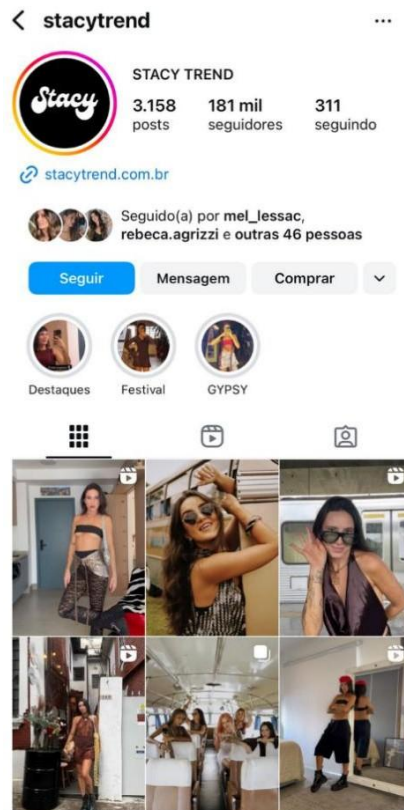 stacytrend
Stacy
STACY TREND
3.158 181 mil 311
posts seguidores seguindo
stacytrend.com.br
Seguido(a) por mel_lessac,
rebeca.agrizzi e outras 46 pessoas
Seguir Mensagem Comprar
Destaques Festival GYPSY